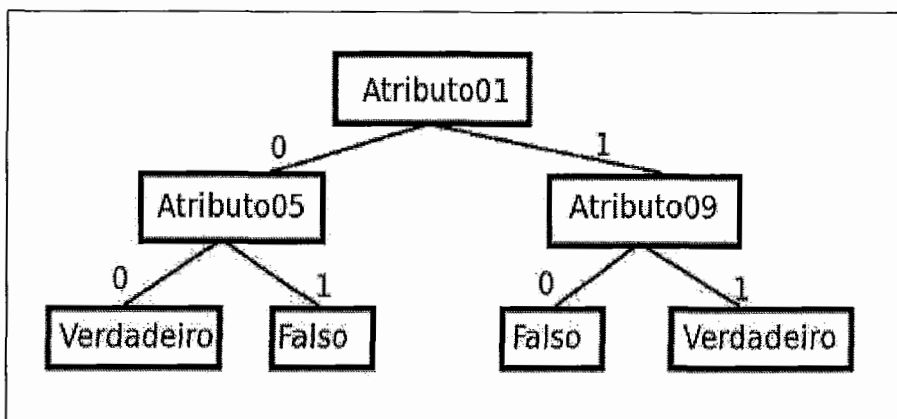 Atributo01
0 1
Atributo05 Atributo09
0 1 0 1
Verdadeiro Falso Falso Verdadeiro